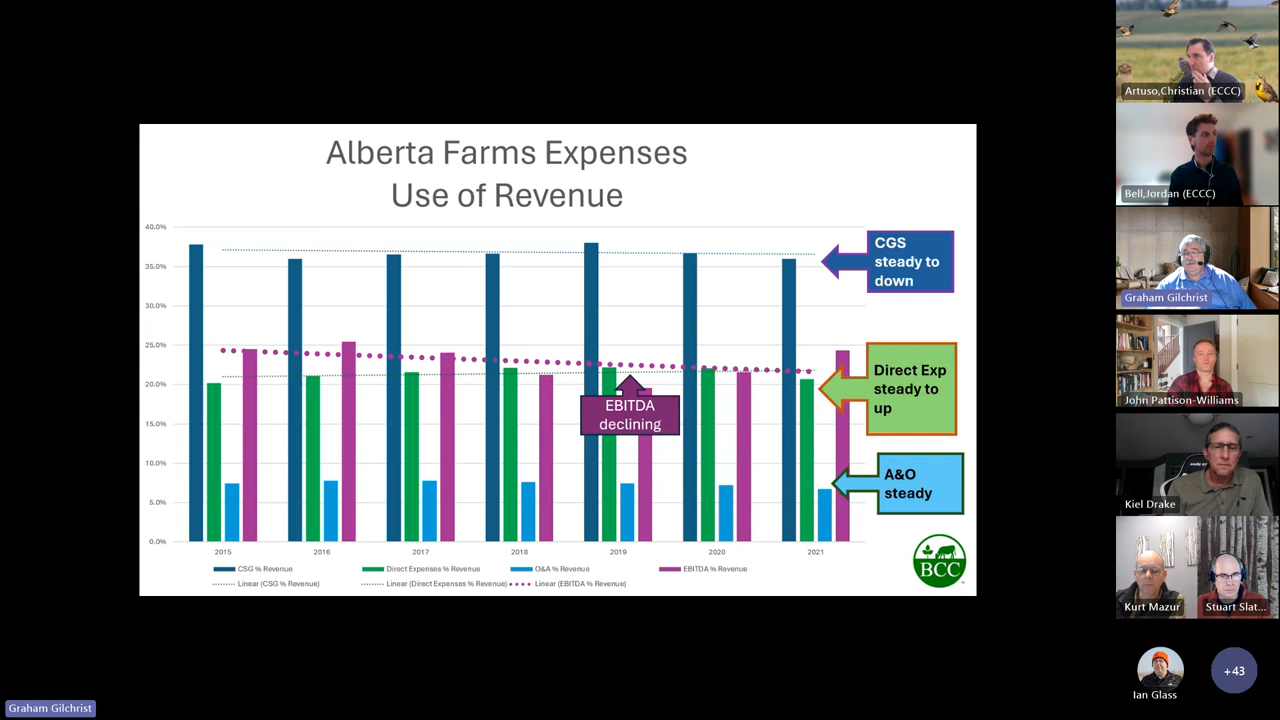 Alberta Farms Expenses
Use of Revenue
40.0%
35.0%
30.0%
25.0%
20.0%
15.0%
10.0%
5.0%
0.0%
2015
2016
2017
2018
2019
2020
2021
CGS
steady to
down
Direct Exp
steady to
up
EBITDA
declining
A&O
steady
CSG % Revenue
Direct Expenses % Revenue
O&A % Revenue
EBITDA % Revenue
Linear (CSG % Revenue)
Linear (Direct Expenses % Revenue)
Linear (EBITDA % Revenue)
BCC
Artuso,Christian (ECCC)
Bell,Jordan (ECCC)
Graham Gilchrist
John Pattison-Williams
Kiel Drake
Kurt Mazur
Stuart Slat...
Ian Glass
+43
Graham Gilchrist